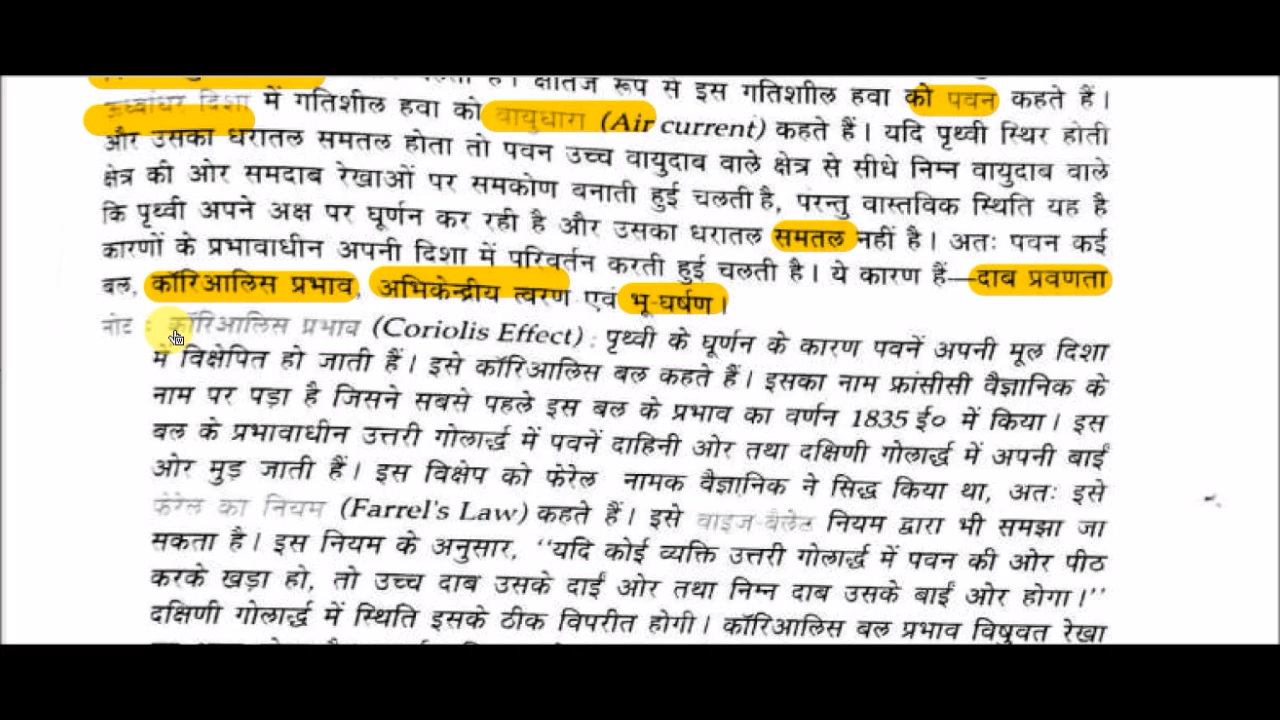 है। क्षैतिज रूप से इस गतिशील हवा को पवन कहते हैं।
ऊर्ध्वाधर दिशा में गतिशील हवा को वायुधारा (Air current) कहते हैं। यदि पृथ्वी स्थिर होती
और उसका धरातल समतल होता तो पवन उच्च वायुदाब वाले क्षेत्र से सीधे निम्न वायुदाब वाले
क्षेत्र की ओर समदाब रेखाओं पर समकोण बनाती हुई चलती है, परन्तु वास्तविक स्थिति यह है
कि पृथ्वी अपने अक्ष पर घूर्णन कर रही है और उसका धरातल समतल नहीं है। अतः पवन कई
कारणों के प्रभावाधीन अपनी दिशा में परिवर्तन करती हुई चलती है। ये कारण हैं—दाब प्रवणता
बल, कॉरिआलिस प्रभाव, अभिकेन्द्रीय त्वरण एवं भू-घर्षण।
नोट : कॉरिआलिस प्रभाव (Coriolis Effect) : पृथ्वी के घूर्णन के कारण पवनें अपनी मूल दिशा
में विक्षेपित हो जाती हैं। इसे कॉरिआलिस बल कहते हैं। इसका नाम फ्रांसीसी वैज्ञानिक के
नाम पर पड़ा है जिसने सबसे पहले इस बल के प्रभाव का वर्णन 1835 ई० में किया। इस
बल के प्रभावाधीन उत्तरी गोलार्द्ध में पवनें दाहिनी ओर तथा दक्षिणी गोलार्द्ध में अपनी बाईं
ओर मुड़ जाती हैं। इस विक्षेप को फेरेल नामक वैज्ञानिक ने सिद्ध किया था, अतः इसे
फेरेल का नियम (Farrel's Law) कहते हैं। इसे वाइज-बैलेट नियम द्वारा भी समझा जा
सकता है। इस नियम के अनुसार, ‘‘यदि कोई व्यक्ति उत्तरी गोलार्द्ध में पवन की ओर पीठ
करके खड़ा हो, तो उच्च दाब उसके दाईं ओर तथा निम्न दाब उसके बाईं ओर होगा।’’
दक्षिणी गोलार्द्ध में स्थिति इसके ठीक विपरीत होगी। कॉरिआलिस बल प्रभाव विषुवत रेखा